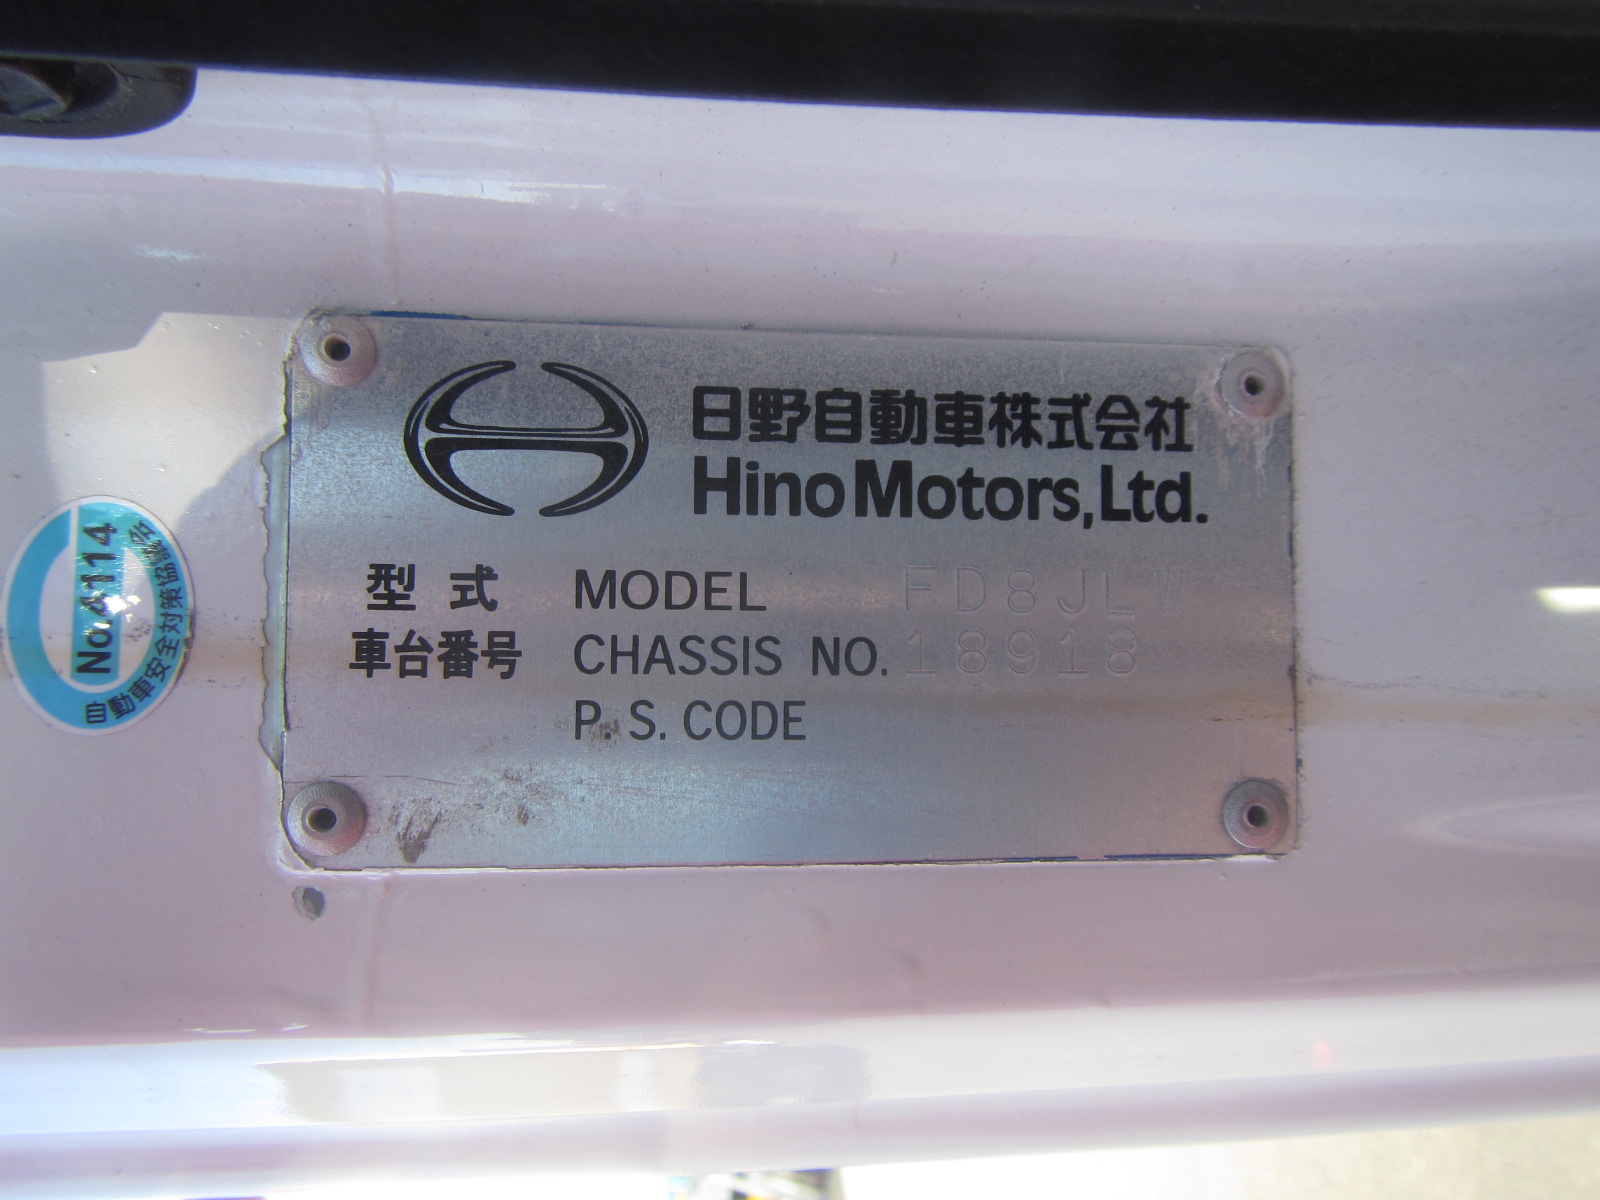 日野自動車株式会社
Hino Motors, Ltd.
型式 MODEL FD8JLW
車台番号 CHASSIS NO. 18918
P. S. CODE
No.4114
自動車安全対策協議会